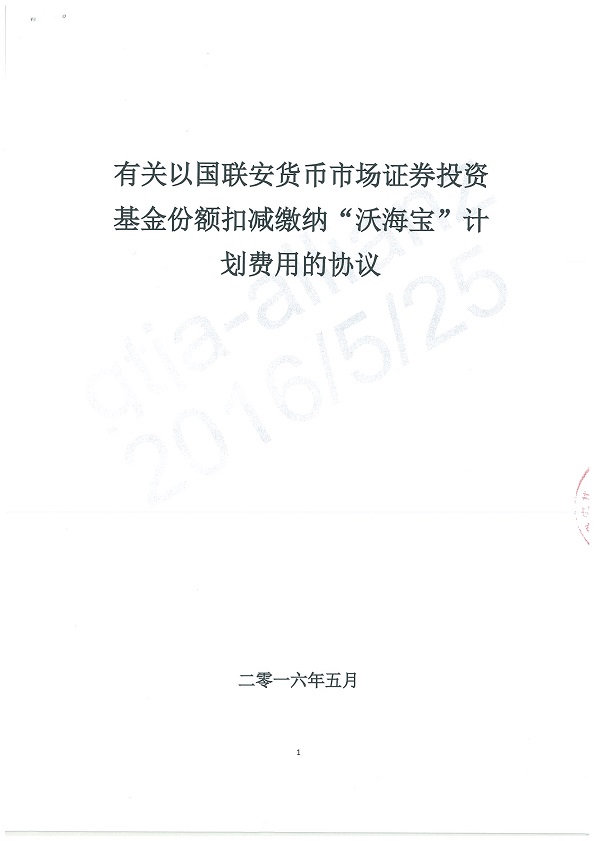 有关以国联安货币市场证券投资
基金份额扣减缴纳“沃海宝”计
划费用的协议
gtja-allianz
2016/5/25
二零一六年五月
1